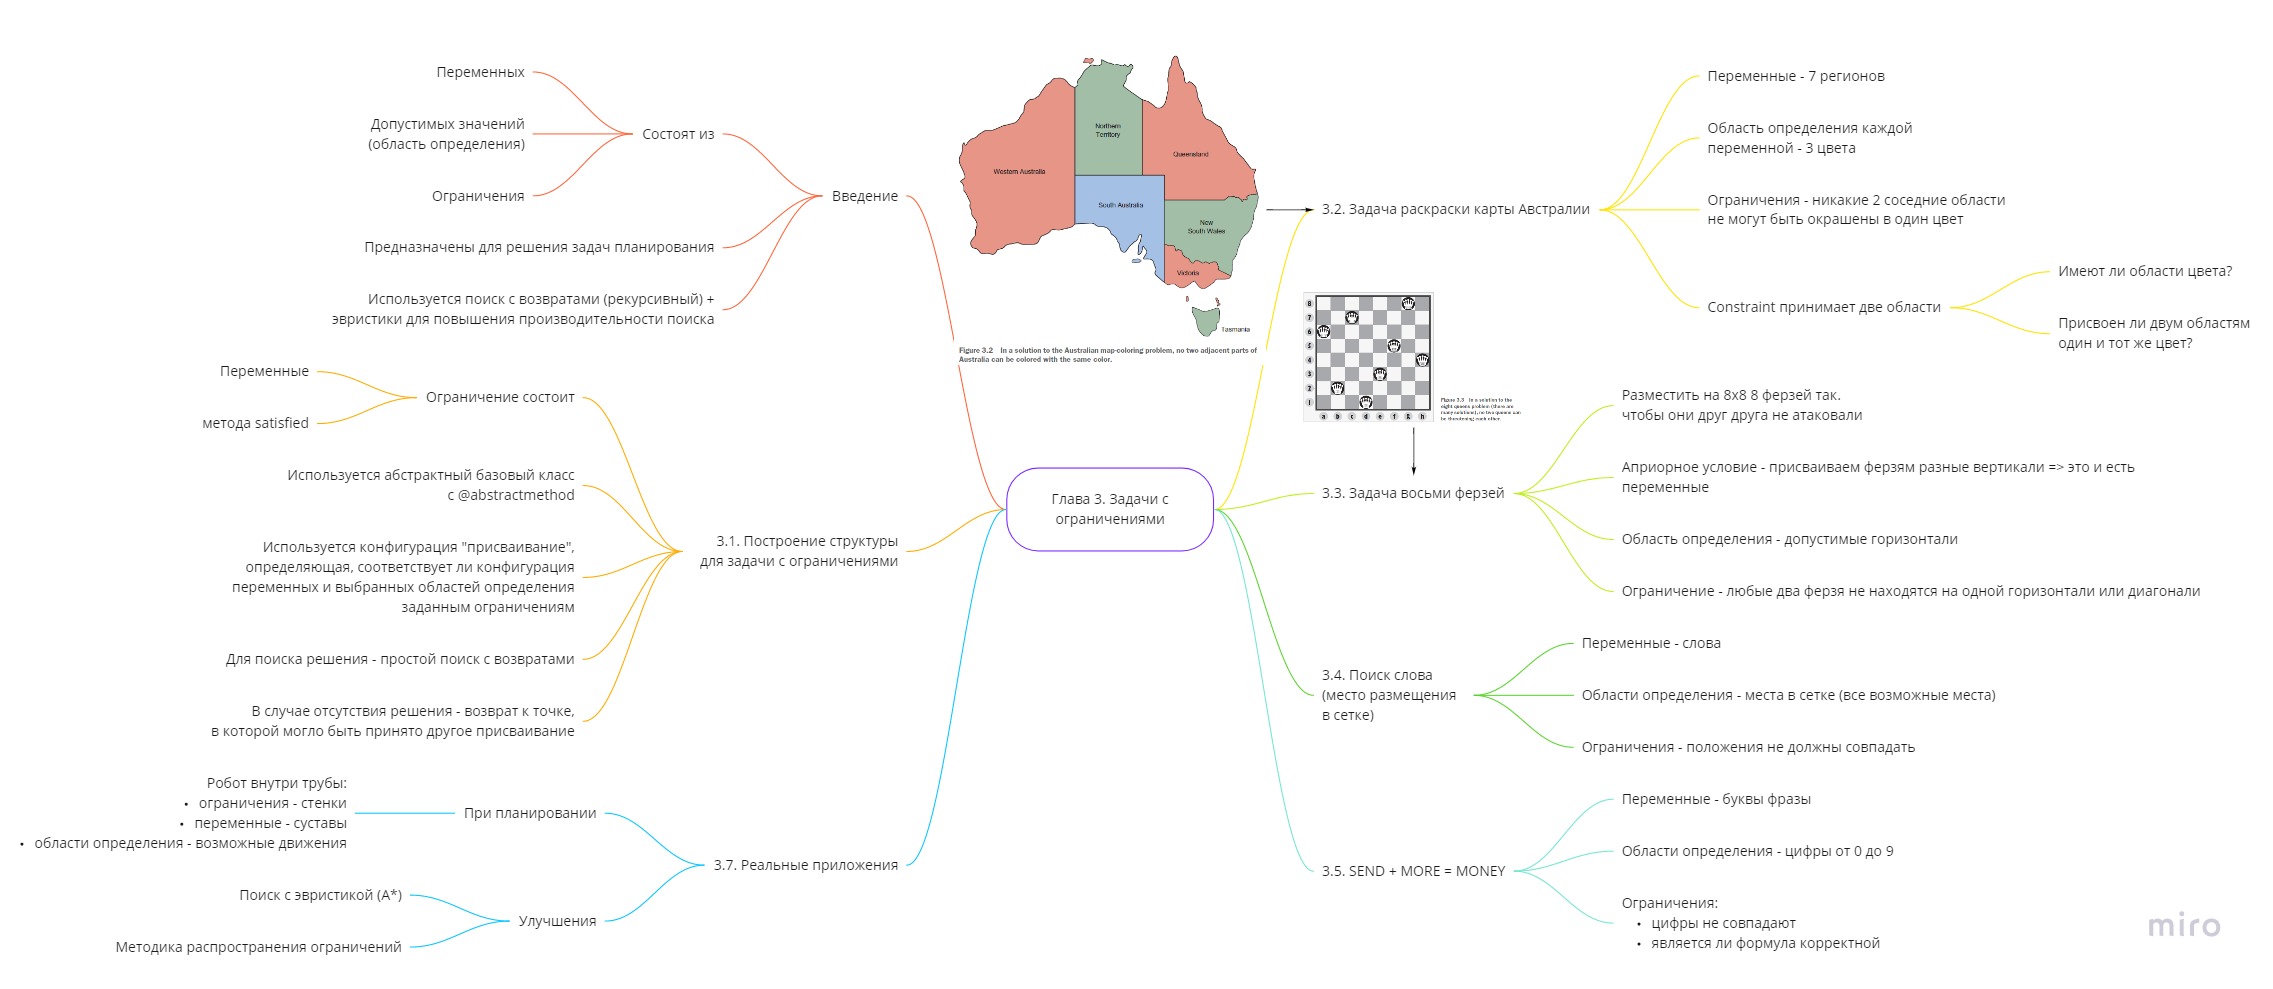 Глава 3. Задачи с
ограничениями
Введение
Состоят из
Переменных
Допустимых значений
(область определения)
Ограничения
Предназначены для решения задач планирования
Используется поиск с возвратами (рекурсивный) +
эвристики для повышения производительности поиска
3.1. Построение структуры
для задачи с ограничениями
Ограничение состоит
Переменные
метода satisfied
Используется абстрактный базовый класс
с @abstractmethod
Используется конфигурация "присваивание",
определяющая, соответствует ли конфигурация
переменных и выбранных областей определения
заданным ограничениям
Для поиска решения - простой поиск с возвратами
В случае отсутствия решения - возврат к точке,
в которой могло быть принято другое присваивание
3.7. Реальные приложения
При планировании
Робот внутри трубы:
• ограничения - стенки
• переменные - суставы
• области определения - возможные движения
Улучшения
Поиск с эвристикой (A*)
Методика распространения ограничений
Western Australia
Northern
Territory
Queensland
South Australia
New
South Wales
Victoria
Tasmania
Figure 3.2 In a solution to the Australian map-coloring problem, no two adjacent parts of
Australia can be colored with the same color.
3.2. Задача раскраски карты Австралии
Переменные - 7 регионов
Область определения каждой
переменной - 3 цвета
Ограничения - никакие 2 соседние области
не могут быть окрашены в один цвет
Constraint принимает две области
Имеют ли области цвета?
Присвоен ли двум областям
один и тот же цвет?
8
7
6
5
4
3
2
1
a b c d e f g h
Figure 3.3 In a solution to the
eight queens problem (there are
many solutions), no two queens can
be threatening each other.
3.3. Задача восьми ферзей
Разместить на 8x8 8 ферзей так.
чтобы они друг друга не атаковали
Априорное условие - присваиваем ферзям разные вертикали => это и есть
переменные
Область определения - допустимые горизонтали
Ограничение - любые два ферзя не находятся на одной горизонтали или диагонали
3.4. Поиск слова
(место размещения
в сетке)
Переменные - слова
Области определения - места в сетке (все возможные места)
Ограничения - положения не должны совпадать
3.5. SEND + MORE = MONEY
Переменные - буквы фразы
Области определения - цифры от 0 до 9
Ограничения:
• цифры не совпадают
• является ли формула корректной
miro